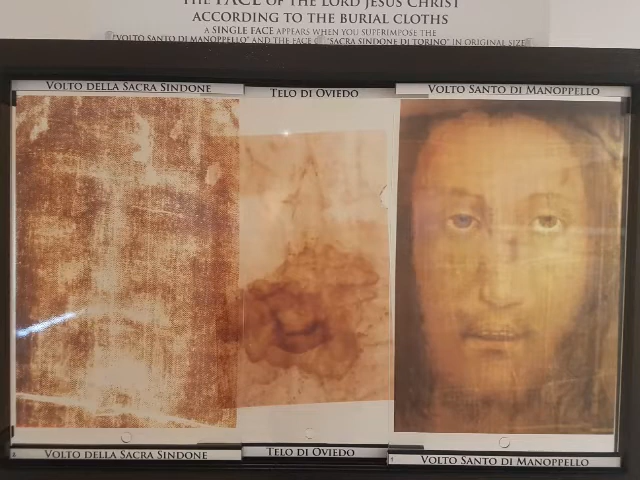 THE FACE OF THE LORD JESUS CHRIST
ACCORDING TO THE BURIAL CLOTHS
A SINGLE FACE APPEARS WHEN YOU SUPERIMPOSE THE
"VOLTO SANTO DI MANOPPELLO" AND THE FACE "SACRA SINDONE DI TORINO" IN ORIGINAL SIZE
VOLTO DELLA SACRA SINDONE
TELO DI OVIEDO
VOLTO SANTO DI MANOPPELLO
VOLTO DELLA SACRA SINDONE
TELO DI OVIEDO
VOLTO SANTO DI MANOPPELLO